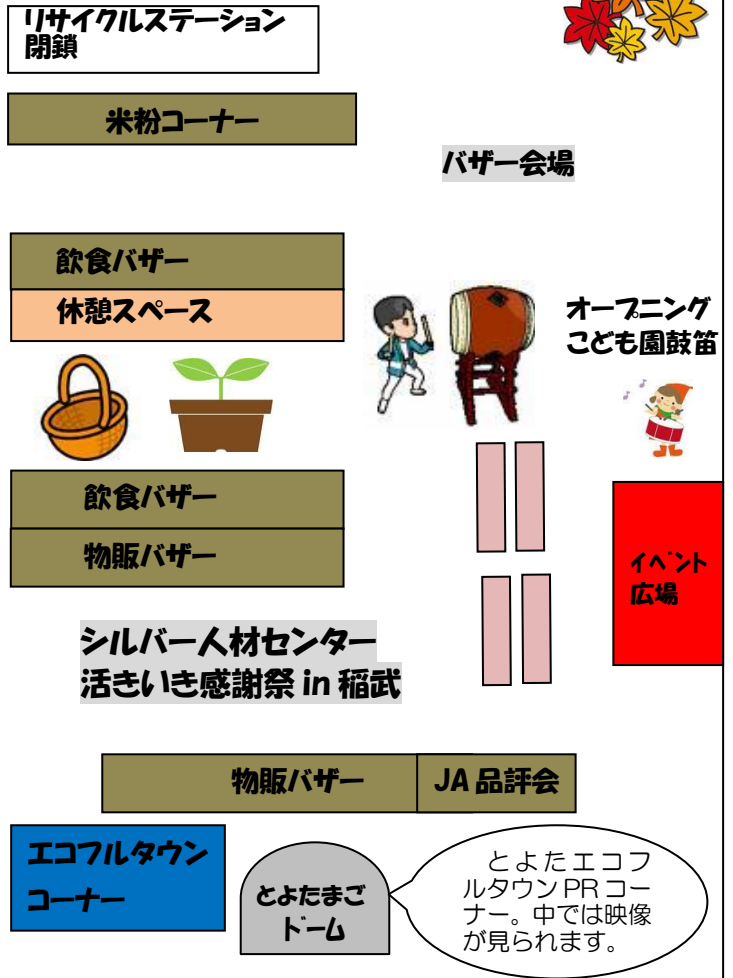 リサイクルステーション
閉鎖
米粉コーナー
バザー会場
飲食バザー
休憩スペース
オープニング
こども園鼓笛
飲食バザー
物販バザー
イベント
広場
シルバー人材センター
活きいき感謝祭 in 稲武
物販バザー
JA 品評会
エコフルタウン
コーナー
とよたまご
ドーム
とよたエコフ
ルタウン PR コー
ナー。中では映像
が見られます。